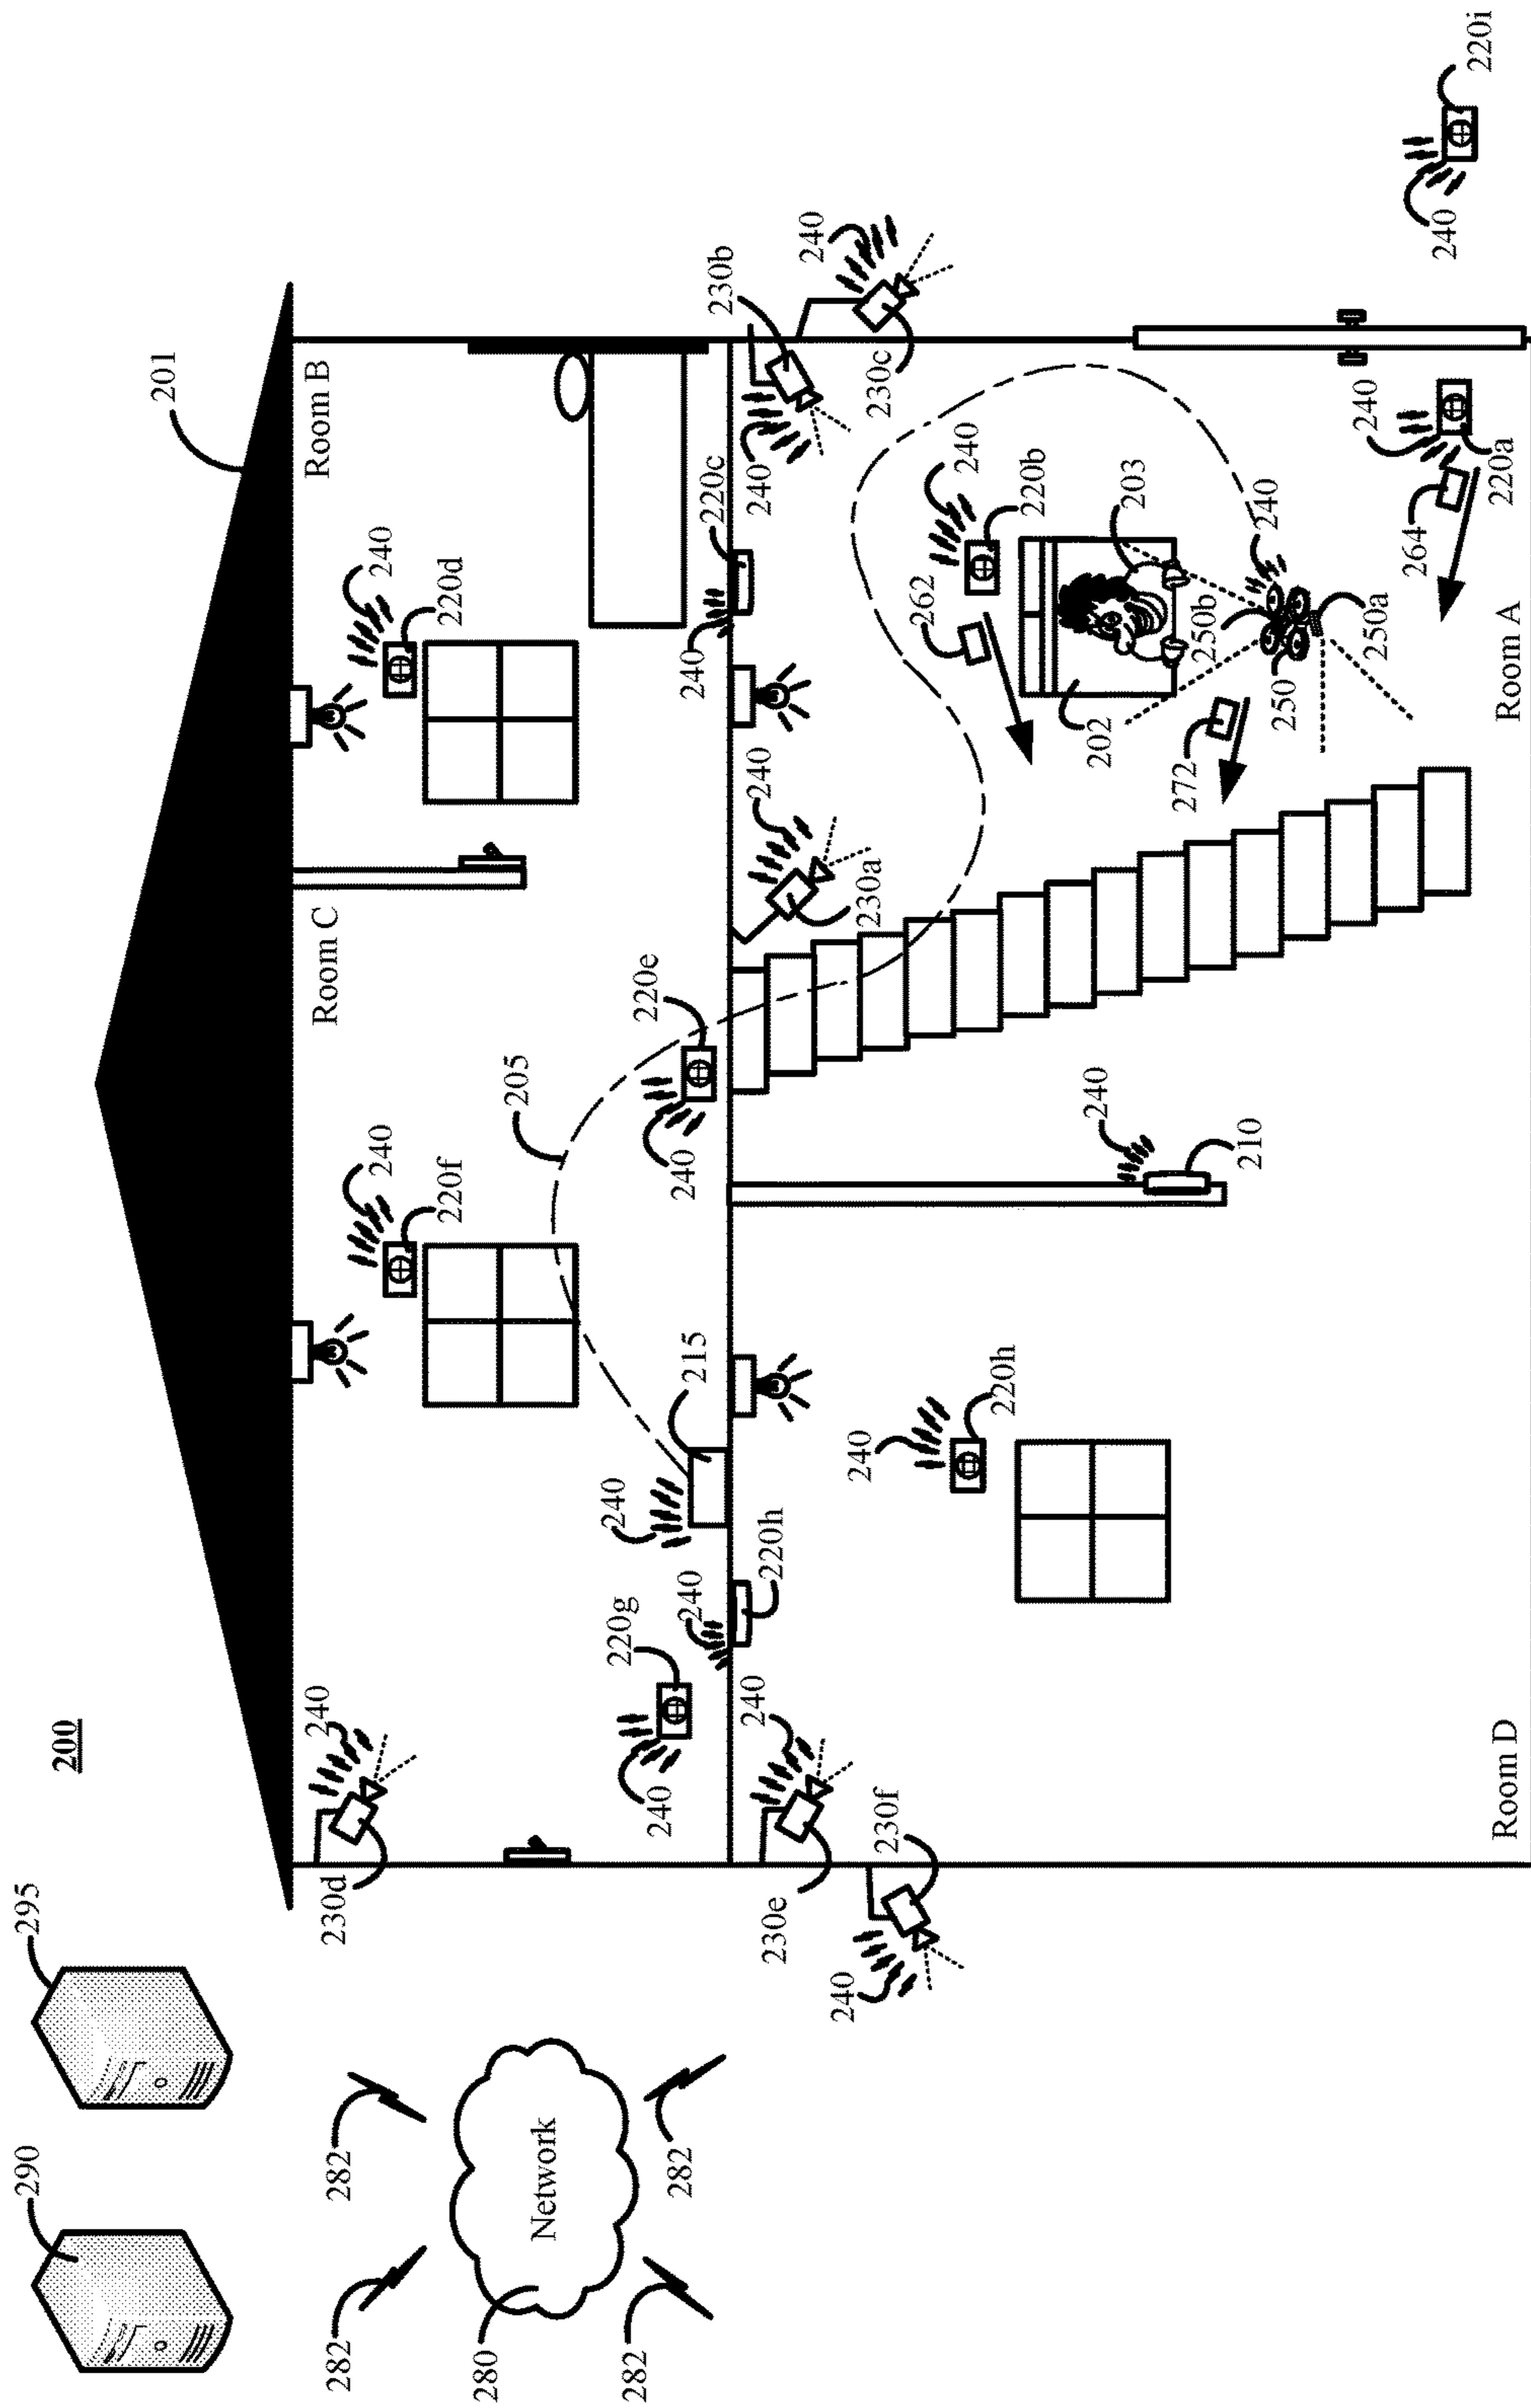 290
295
200
201
240
Room C
Room B
282
282
230d
240
240
220f
220d
280
205
Network
240
220g
282
220e
240
282
240
240
240
215
220c
230b
240
240
240
230e
220h
240
240
240
230a
230f
230c
262
240
220h
220b
240
202
203
272
250b
210
240
250
240
250a
264
240
220i
220a
Room D
Room A